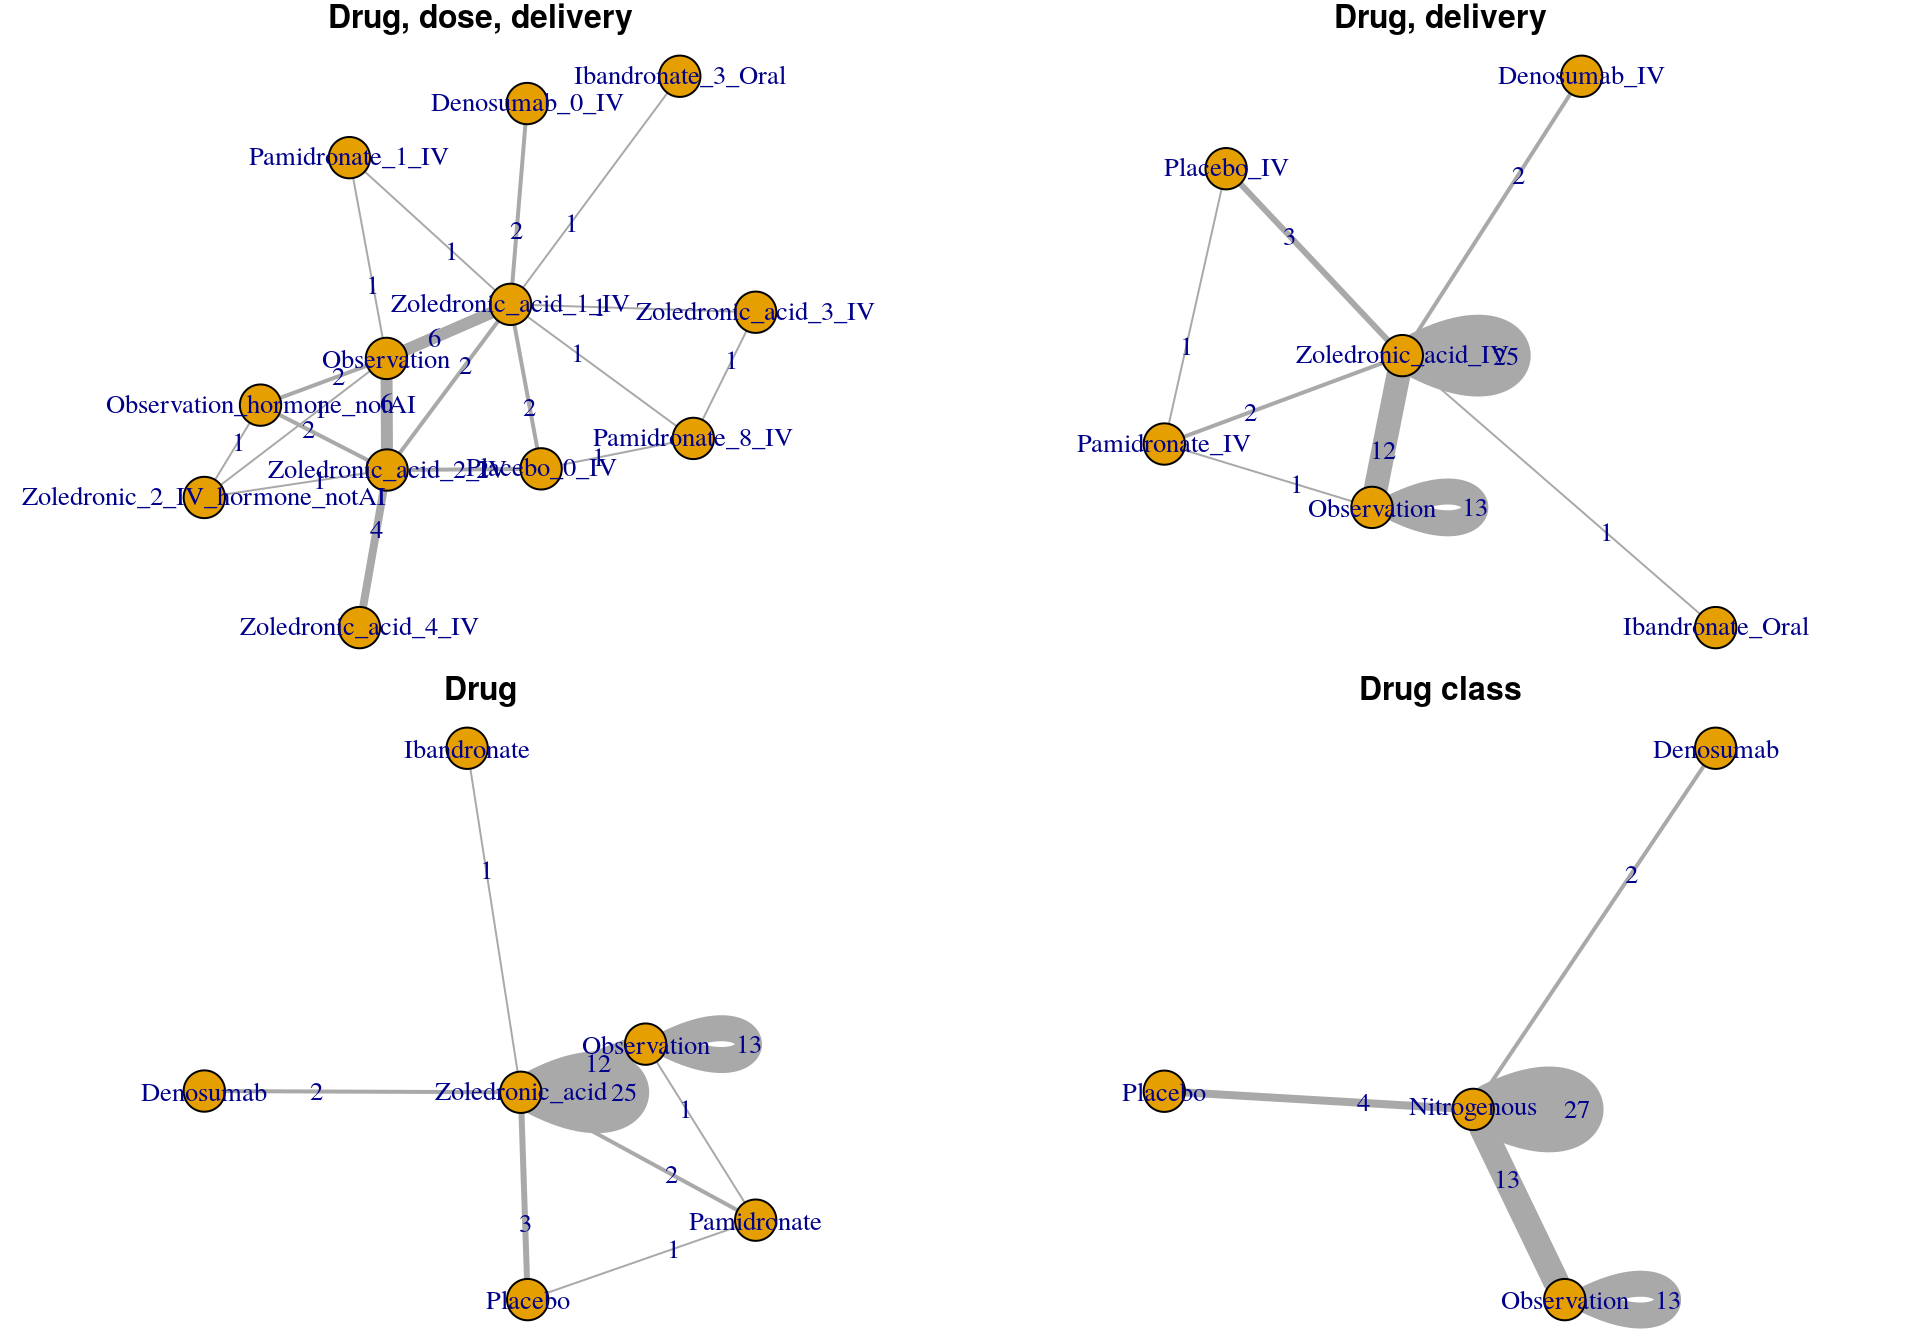 Drug, dose, delivery
Ibandronate_3_Oral
Denosumab_0_IV
Pamidronate_1_IV
1
2
1
1
Zoledronic_acid_1_IV
1
Zoledronic_acid_3_IV
6
Observation
2
1
1
2
Observation_hormone_notAI
1
6
2
2
1
Pamidronate_8_IV
1
Zoledronic_acid_2_IV
2
Placebo_0_IV
1
Zoledronic_2_IV_hormone_notAI
4
Zoledronic_acid_4_IV
Drug, delivery
Denosumab_IV
Placebo_IV
2
3
1
Zoledronic_acid_IV
25
2
Pamidronate_IV
12
1
Observation
13
1
Ibandronate_Oral
Drug
Ibandronate
1
Observation
13
12
Denosumab
2
Zoledronic_acid
25
1
2
Pamidronate
3
1
Placebo
Drug class
Denosumab
2
Placebo
4
Nitrogenous
27
13
Observation
13